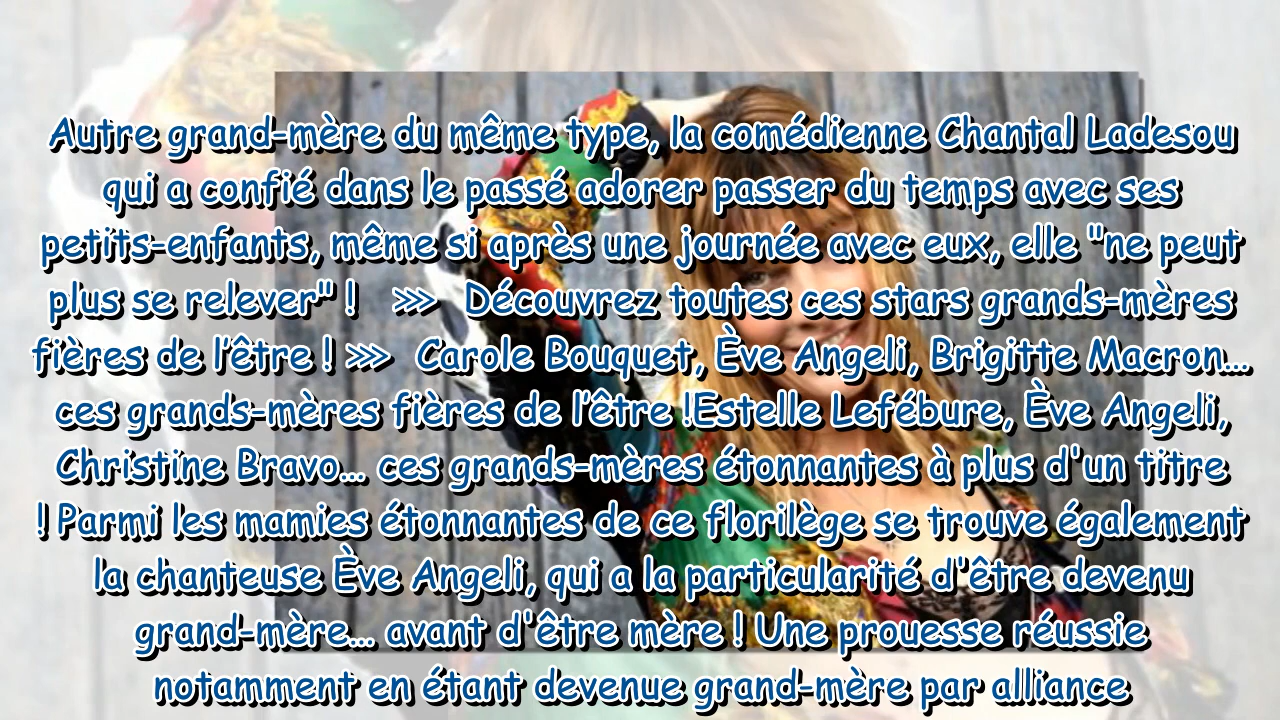 Autre grand-mère du même type, la comédienne Chantal Ladesou
qui a confié dans le passé adorer passer du temps avec ses
petits-enfants, même si après une journée avec eux, elle "ne peut
plus se relever" ! >>> Découvrez toutes ces stars grands-mères
fières de l’être ! >>> Carole Bouquet, Ève Angeli, Brigitte Macron...
ces grands-mères fières de l’être !Estelle Lefébure, Ève Angeli,
Christine Bravo... ces grands-mères étonnantes à plus d'un titre
! Parmi les mamies étonnantes de ce florilège se trouve également
la chanteuse Ève Angeli, qui a la particularité d'être devenu
grand-mère... avant d'être mère ! Une prouesse réussie
notamment en étant devenue grand-mère par alliance